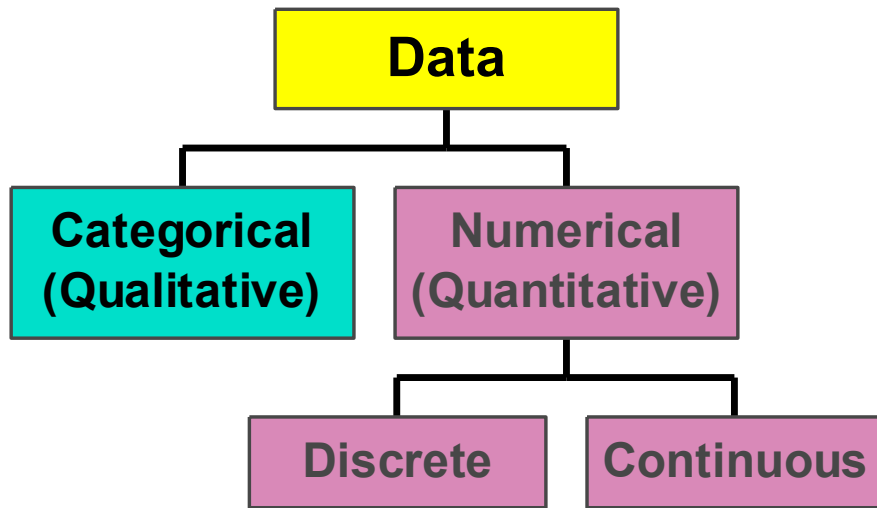 Data
Categorical
(Qualitative)
Numerical
(Quantitative)
Discrete
Continuous